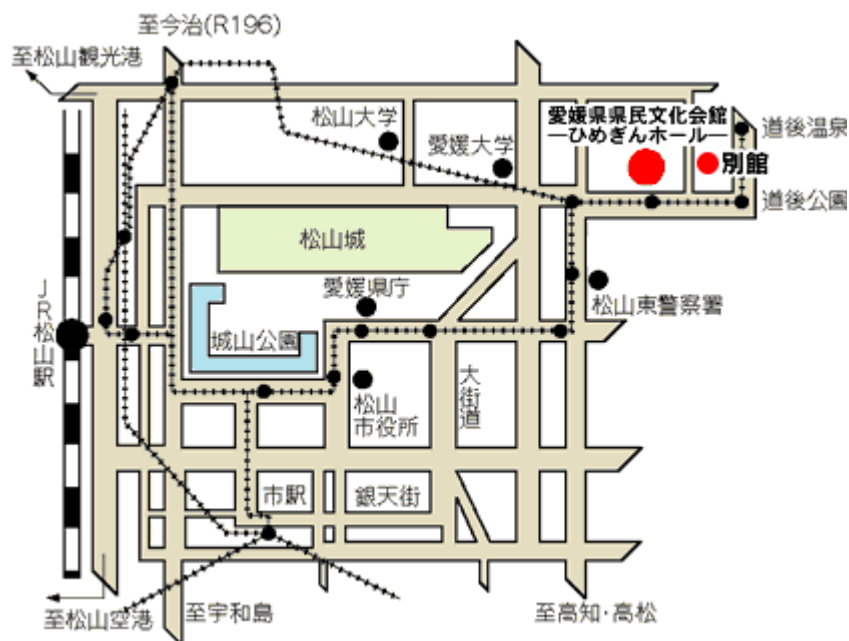 至今治(R196)
至松山観光港
松山大学
愛媛大学
愛媛県県民文化会館
―ひめぎんホール―
別館
道後温泉
道後公園
松山城
愛媛県庁
松山東警察署
JR松山駅
城山公園
大街道
松山
市役所
市駅
銀天街
至松山空港
至宇和島
至高知・高松